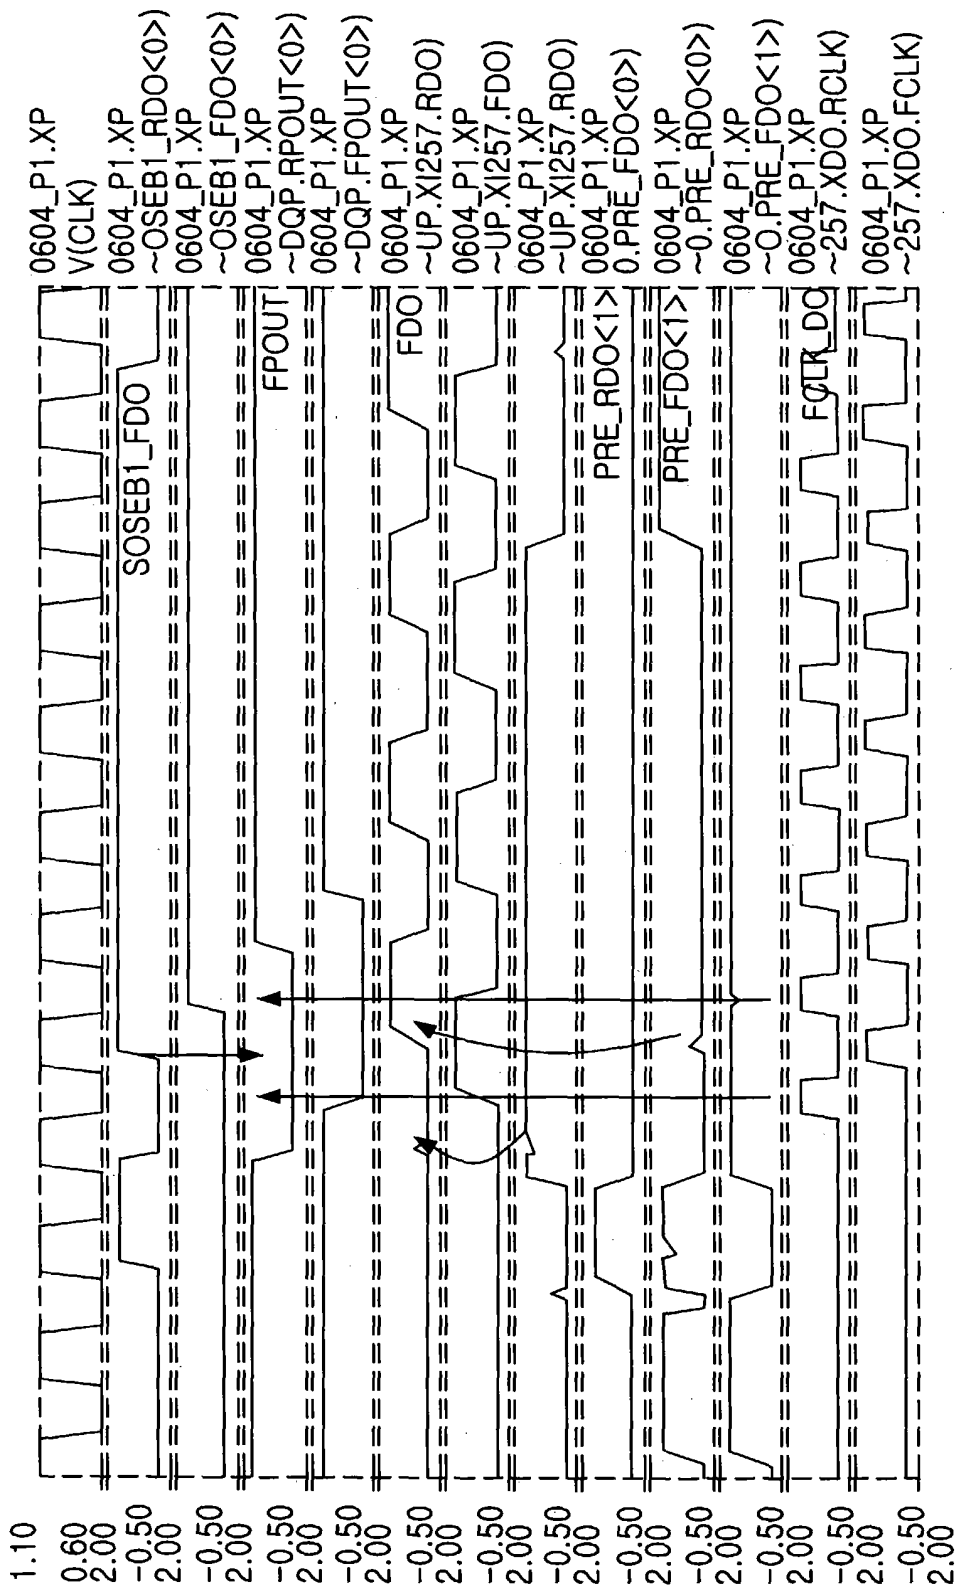 1.10
0.60
2.00
-0.50
2.00
-0.50
2.00
-0.50
2.00
-0.50
2.00
-0.50
2.00
-0.50
2.00
-0.50
2.00
-0.50
2.00
-0.50
2.00
-0.50
2.00
-0.50
2.00
-0.50
2.00
SOSEB1_FDO
FPOUT
FDO
PRE_RDO<1>
PRE_FDO<1>
FCLK_DO
0604_P1.XP
V(CLK)
0604_P1.XP
~OSEB1_RDO<0>)
0604_P1.XP
~OSEB1_FDO<0>)
0604_P1.XP
~DQP.RPOUT<0>)
0604_P1.XP
~DQP.FPOUT<0>)
0604_P1.XP
~UP.XI257.RDO)
0604_P1.XP
~UP.XI257.FDO)
0604_P1.XP
~UP.XI257.RDO)
0604_P1.XP
0.PRE_FDO<0>)
0604_P1.XP
~0.PRE_RDO<0>)
0604_P1.XP
~O.PRE_FDO<1>)
0604_P1.XP
~257.XDO.RCLK)
0604_P1.XP
~257.XDO.FCLK)